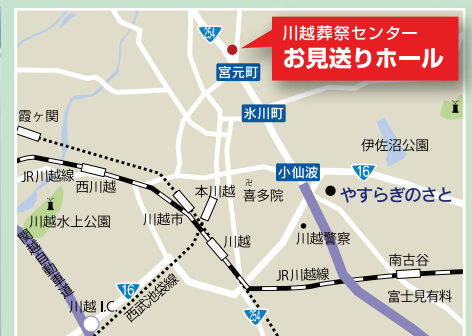 川越葬祭センター
お見送りホール
254
宮元町
氷川町
霞ヶ関
伊佐沼公園
小仙波
16
JR川越線
西川越
本川越
卍
喜多院
やすらぎのさと
川越水上公園
川越市
川越
川越警察
南古谷
JR川越線
富士見有料
関越自動車道
16
西武池袋線
川越 I.C
254